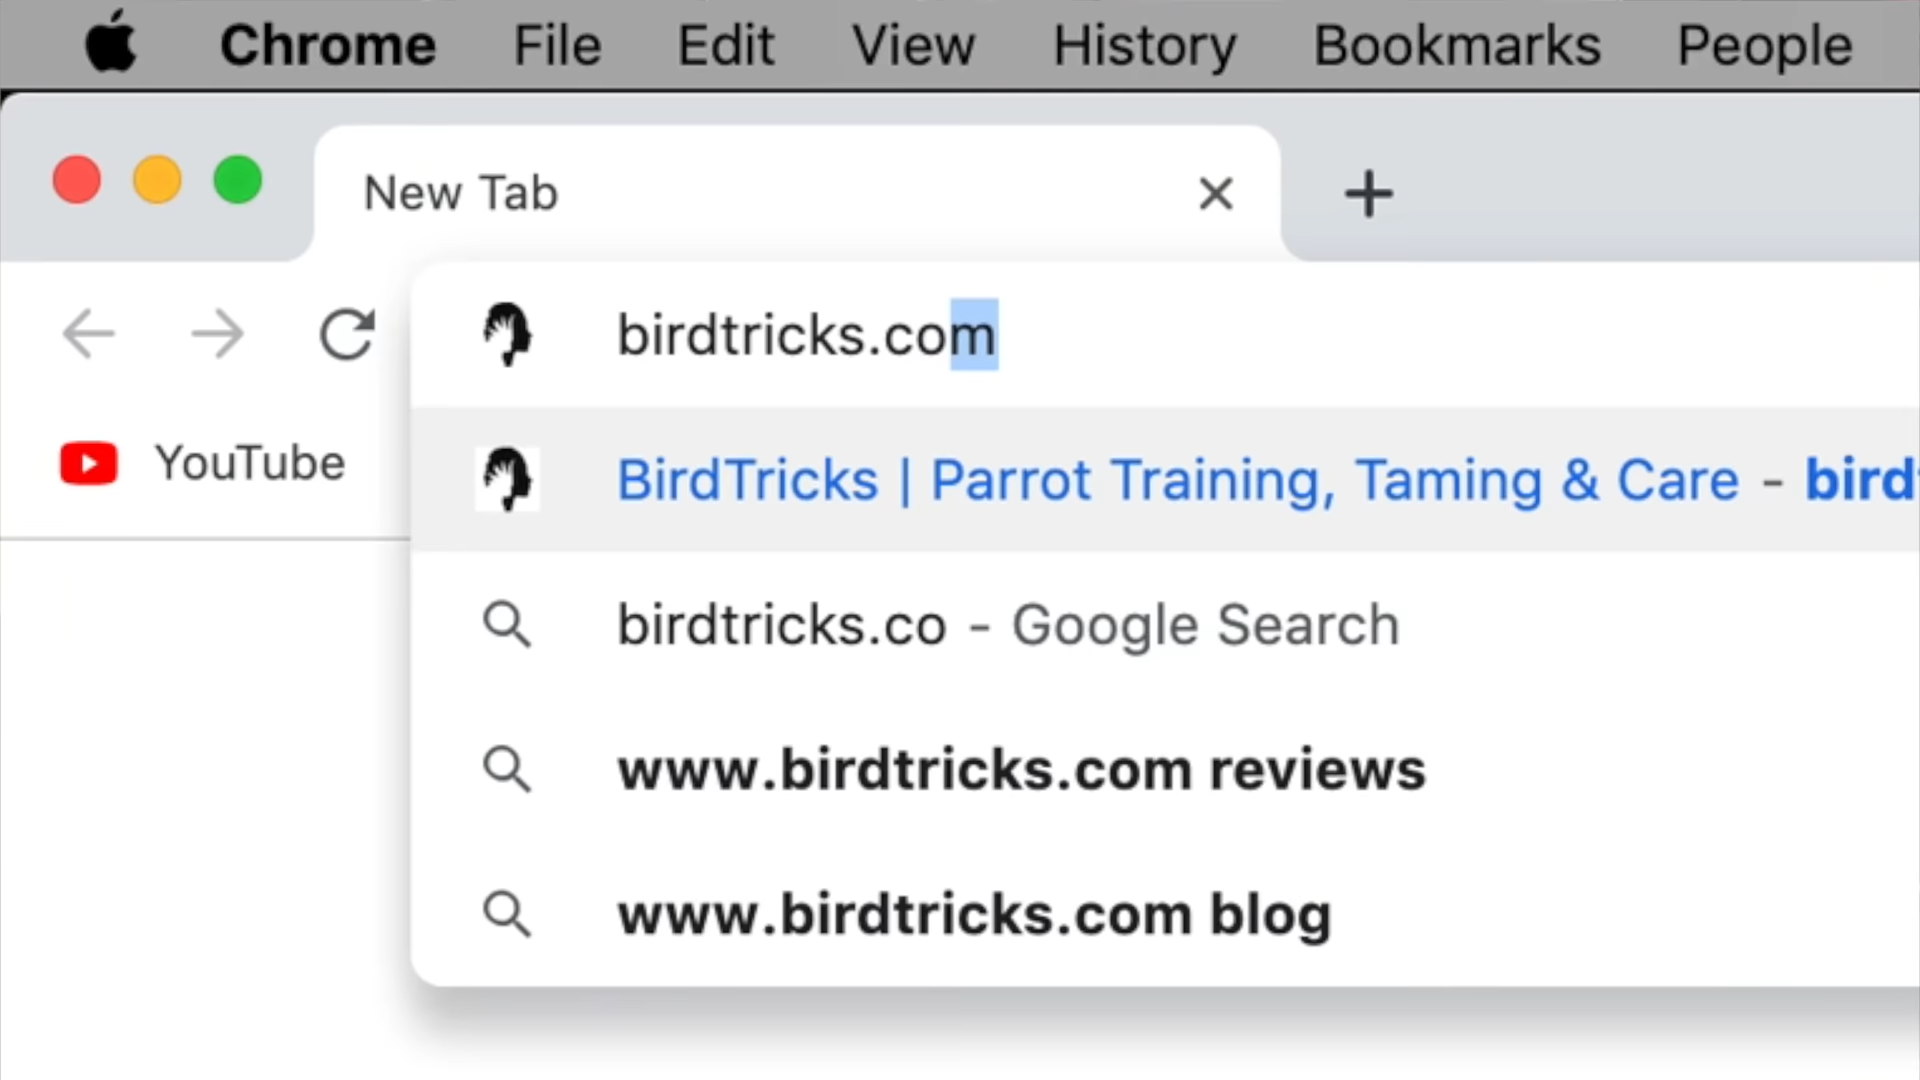 Chrome File Edit View History Bookmarks People
New Tab
birdtricks.com
YouTube
BirdTricks | Parrot Training, Taming & Care - bird
birdtricks.co - Google Search
www.birdtricks.com reviews
www.birdtricks.com blog